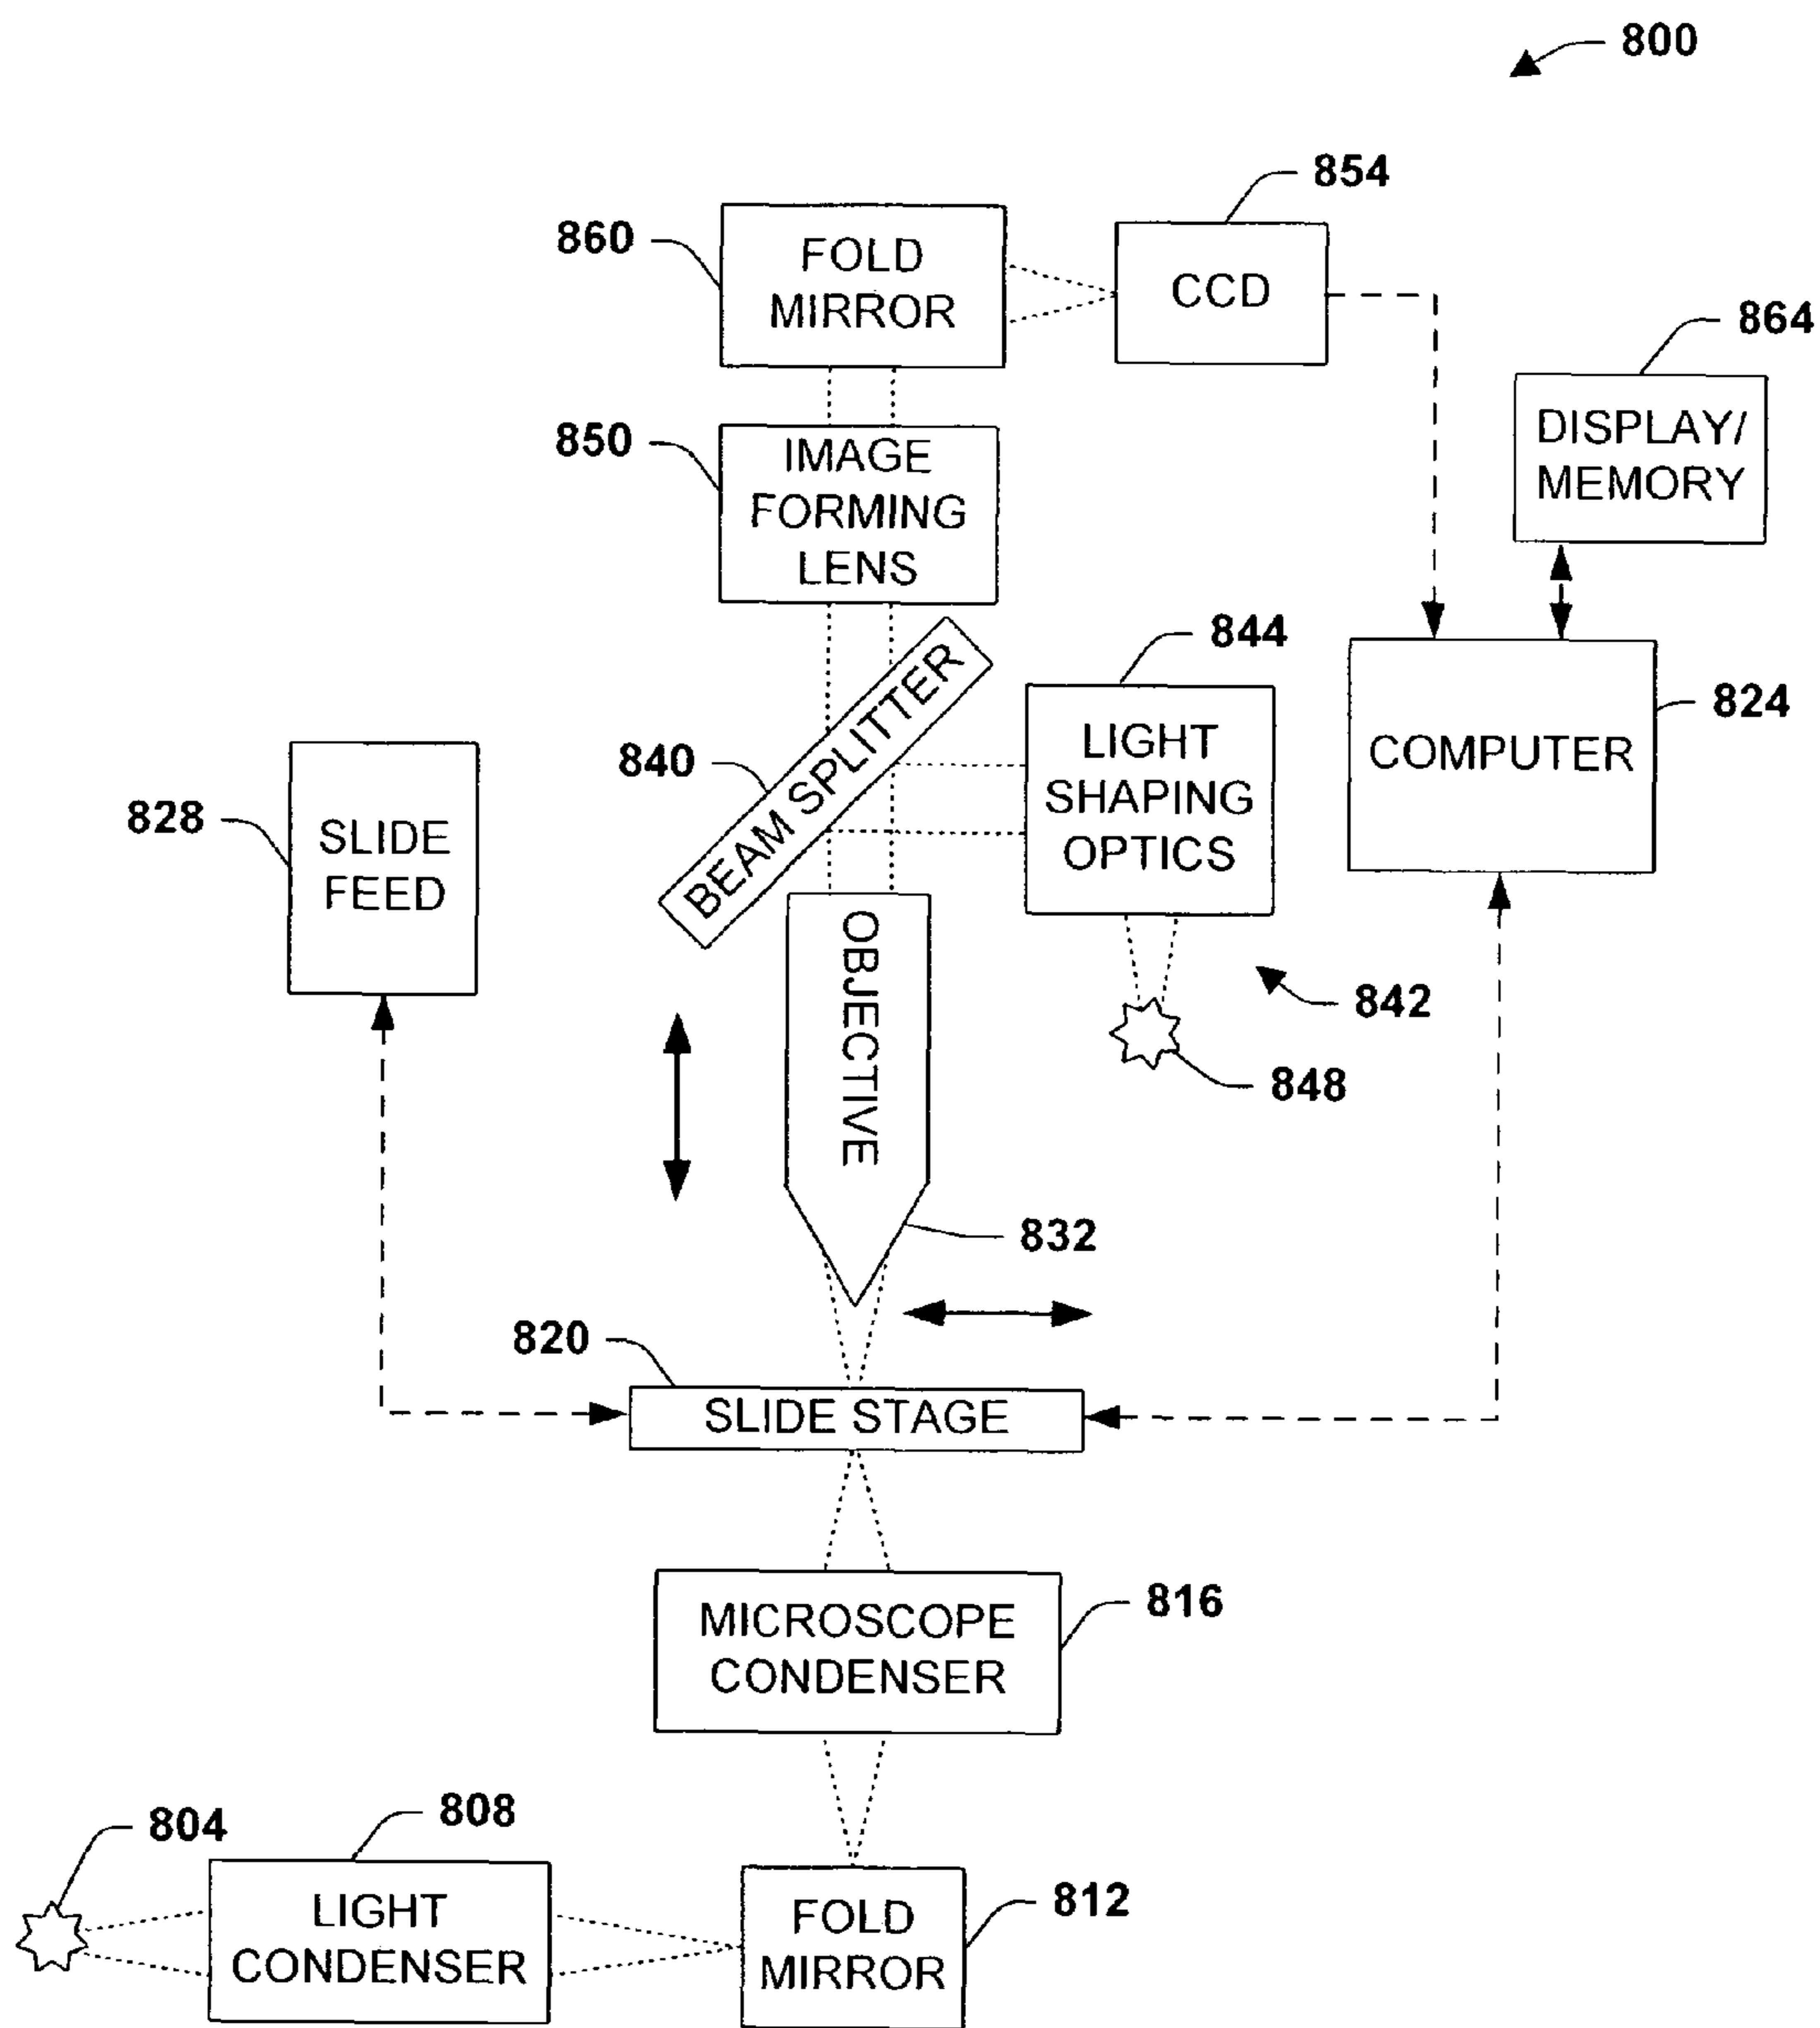 800
854
860
FOLD
MIRROR
CCD
864
DISPLAY/
MEMORY
850
IMAGE
FORMING
LENS
844
824
840
BEAM SPLITTER
LIGHT
SHAPING
OPTICS
COMPUTER
828
SLIDE
FEED
OBJECTIVE
842
848
832
820
SLIDE STAGE
816
MICROSCOPE
CONDENSER
804
808
LIGHT
CONDENSER
812
FOLD
MIRROR